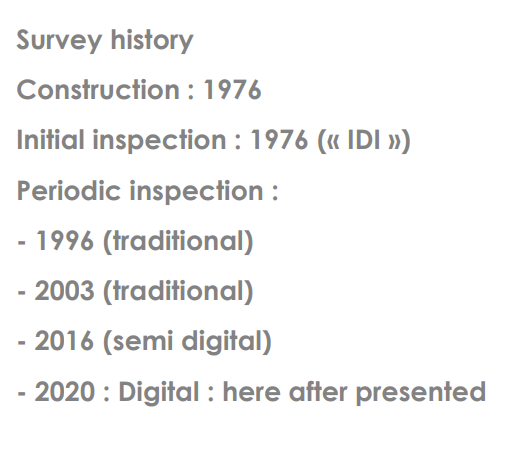 Survey history
Construction : 1976
Initial inspection : 1976 (« IDI »)
Periodic inspection :
- 1996 (traditional)
- 2003 (traditional)
- 2016 (semi digital)
- 2020 : Digital : here after presented